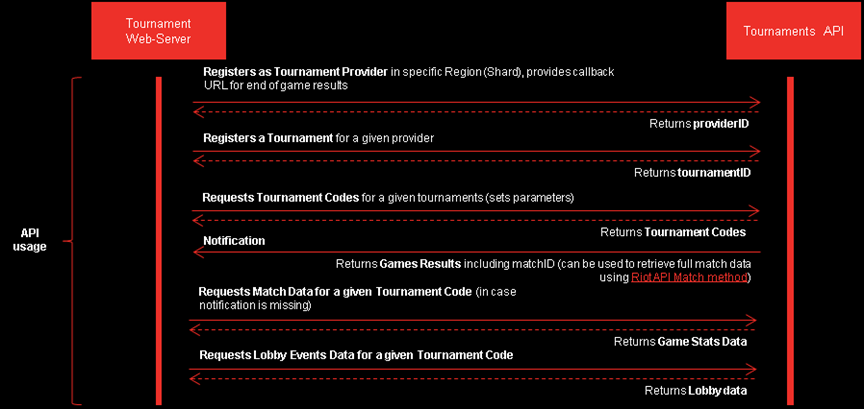 Tournament
Web-Server
Tournaments API
Registers as Tournament Provider in specific Region (Shard), provides callback
URL for end of game results
Returns providerID
Registers a Tournament for a given provider
Returns tournamentID
Requests Tournament Codes for a given tournaments (sets parameters)
Returns Tournament Codes
API
usage
Notification
Returns Games Results including matchID (can be used to retrieve full match data
using Riot API Match method)
Requests Match Data for a given Tournament Code (in case
notification is missing)
Returns Game Stats Data
Requests Lobby Events Data for a given Tournament Code
Returns Lobby data